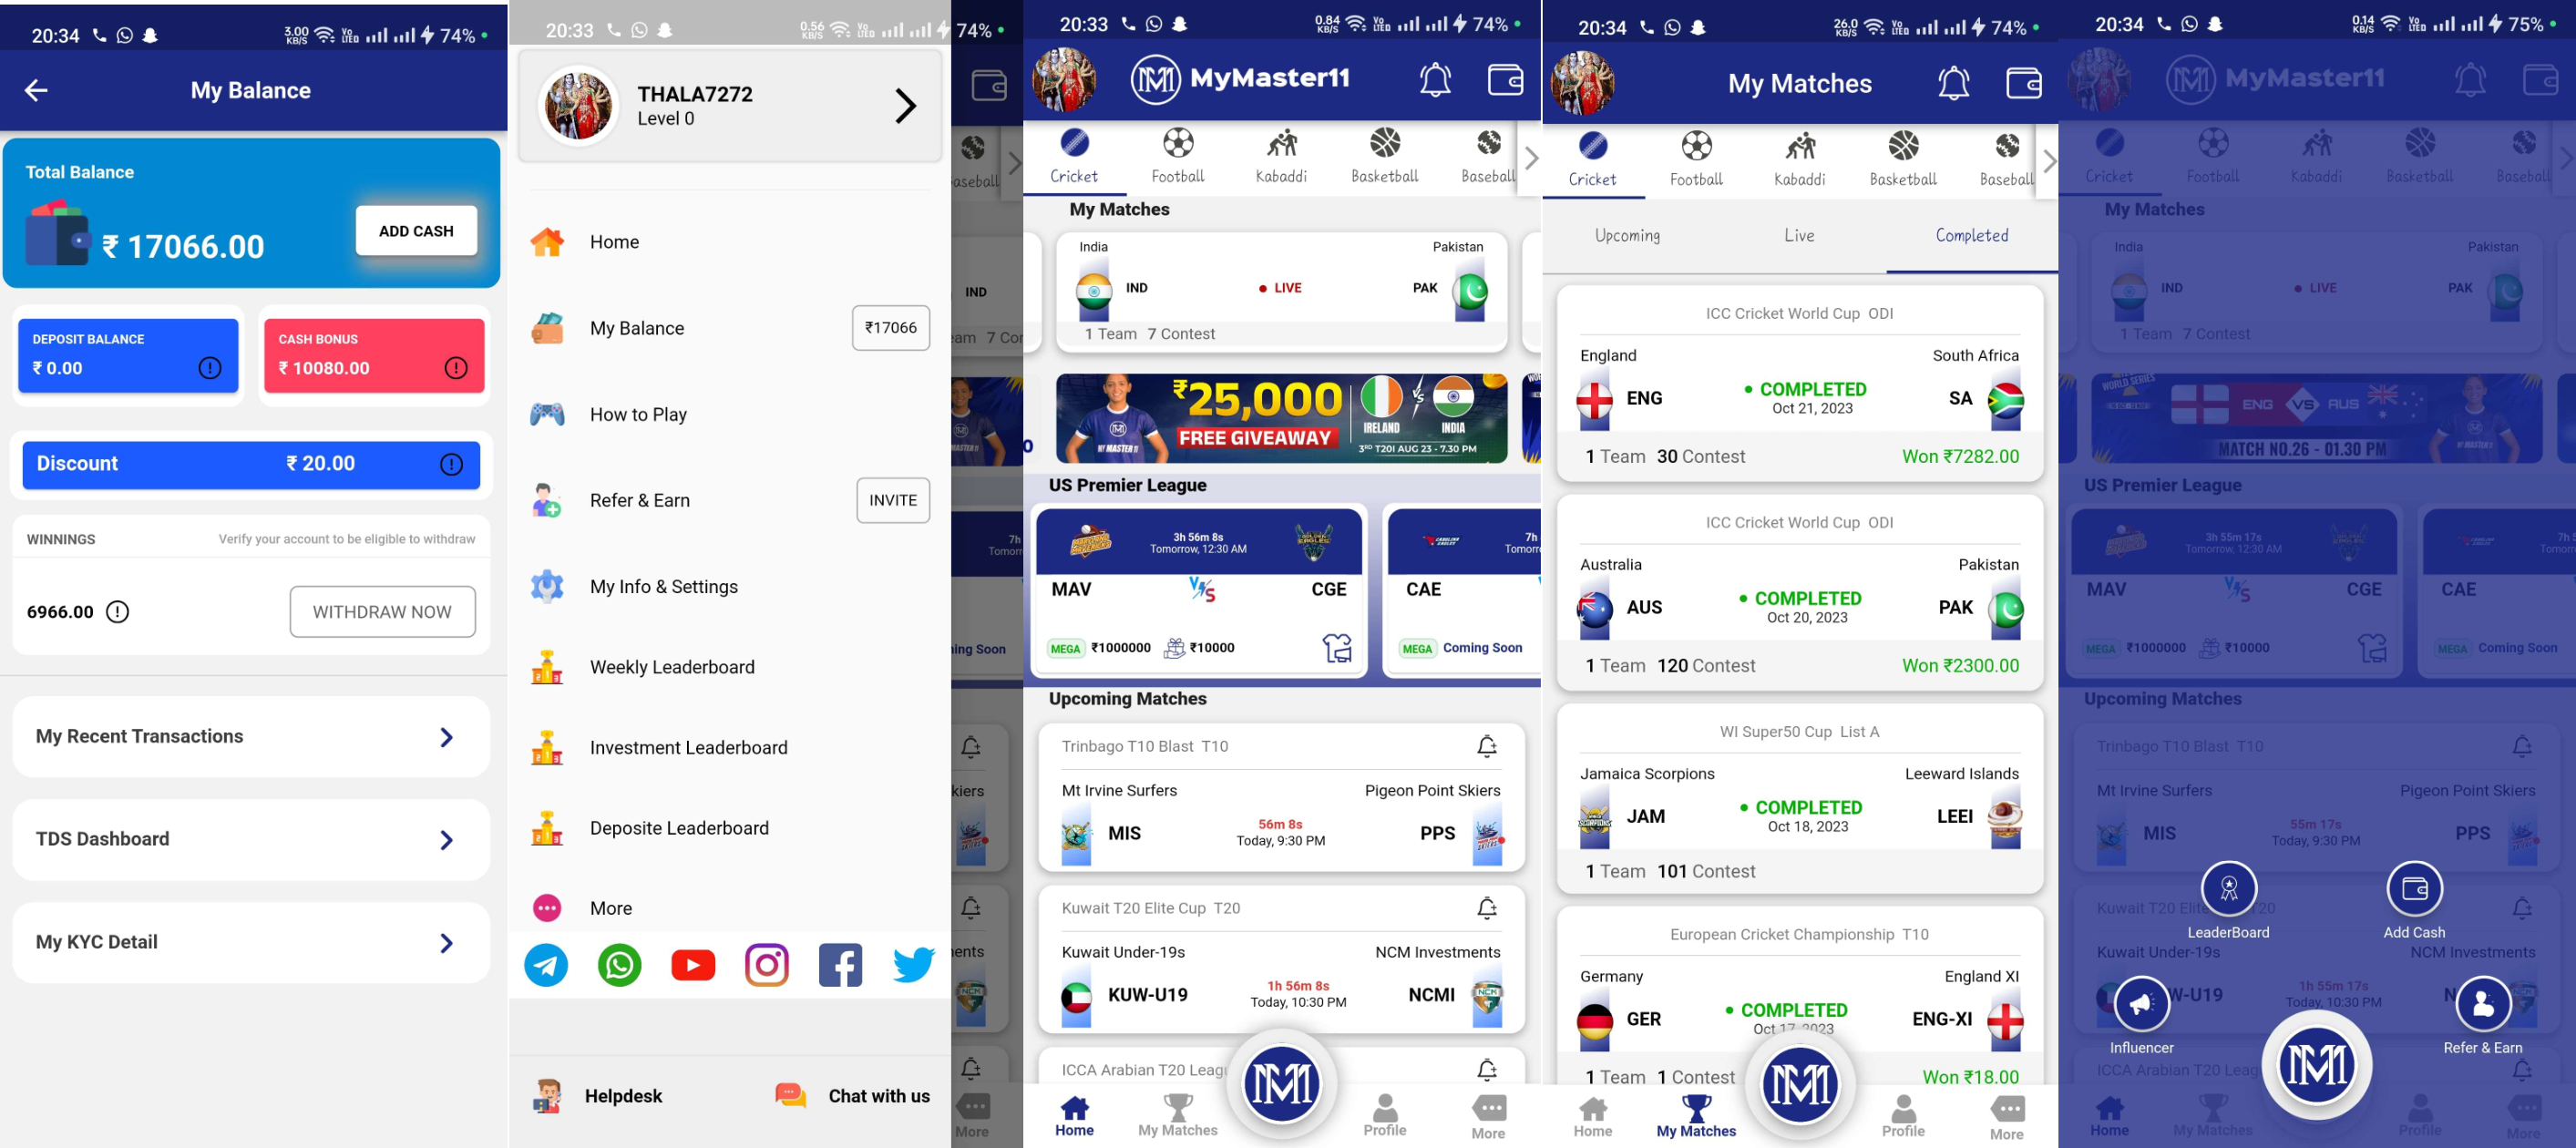 20:34
3.00 KB/S
74%
My Balance
Total Balance
₹ 17066.00
ADD CASH
DEPOSIT BALANCE
₹ 0.00
CASH BONUS
₹ 10080.00
Discount
₹ 20.00
WINNINGS
Verify your account to be eligible to withdraw
6966.00
WITHDRAW NOW
My Recent Transactions
TDS Dashboard
My KYC Detail
20:33
0.56 KB/S
74%
THALA7272
Level 0
Home
My Balance
₹17066
How to Play
Refer & Earn
INVITE
My Info & Settings
Weekly Leaderboard
Investment Leaderboard
Deposite Leaderboard
More
Helpdesk
Chat with us
IND
More
20:33
0.84 KB/S
74%
MyMaster11
Cricket
Football
Kabaddi
Basketball
Baseball
My Matches
India
Pakistan
IND
LIVE
PAK
1 Team 7 Contest
₹25,000
FREE GIVEAWAY
MY MASTER 11
IRELAND
VS
INDIA
3RD T20I AUG 23 - 7.30 PM
US Premier League
3h 56m 8s
Tomorrow, 12:30 AM
MAV
VS
CGE
CAE
MEGA ₹1000000
₹10000
MEGA Coming Soon
Upcoming Matches
Trinbago T10 Blast T10
Mt Irvine Surfers
Pigeon Point Skiers
MIS
56m 8s
Today, 9:30 PM
PPS
Kuwait T20 Elite Cup T20
Kuwait Under-19s
NCM Investments
KUW-U19
1h 56m 8s
Today, 10:30 PM
NCMI
ICCA Arabian T20 Leagu
Home
My Matches
Profile
More
20:34
26.0 KB/S
74%
My Matches
Cricket
Football
Kabaddi
Basketball
Baseball
Upcoming
Live
Completed
ICC Cricket World Cup ODI
England
South Africa
ENG
COMPLETED
Oct 21, 2023
SA
1 Team 30 Contest
Won ₹7282.00
ICC Cricket World Cup ODI
Australia
Pakistan
AUS
COMPLETED
Oct 20, 2023
PAK
1 Team 120 Contest
Won ₹2300.00
WI Super50 Cup List A
Jamaica Scorpions
Leeward Islands
JAM
COMPLETED
Oct 18, 2023
LEEI
1 Team 101 Contest
European Cricket Championship T10
Germany
England XI
GER
COMPLETED
Oct 17, 2023
ENG-XI
1 Team 1 Contest
Won ₹18.00
Home
My Matches
Profile
More
20:34
0.14 KB/S
75%
MyMaster11
Cricket
Football
Kabaddi
Basketball
Baseball
My Matches
India
Pakistan
IND
LIVE
PAK
1 Team 7 Contest
WORLD SERIES
ENG
VS
AUS
MATCH NO.26 - 01.30 PM
US Premier League
3h 55m 17s
Tomorrow, 12:30 AM
MAV
VS
CGE
CAE
MEGA ₹1000000
₹10000
MEGA Coming Soon
Upcoming Matches
Trinbago T10 Blast T10
Mt Irvine Surfers
Pigeon Point Skiers
MIS
55m 17s
Today, 9:30 PM
PPS
LeaderBoard
Add Cash
Kuwait Under-19s
NCM Investments
1h 55m 17s
Today, 10:30 PM
Influencer
Refer & Earn
ICCA Arabian T20 Leag
Home
My Matches
Profile
More